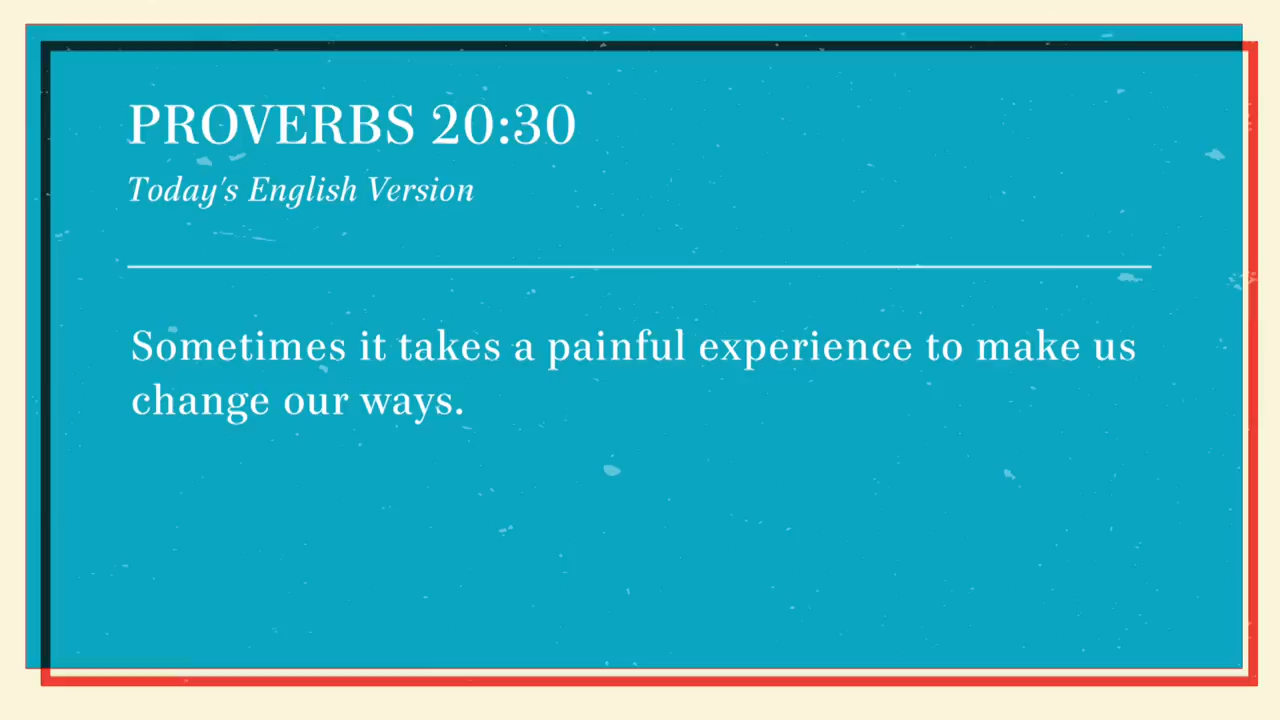 PROVERBS 20:30
Today's English Version
Sometimes it takes a painful experience to make us
change our ways.